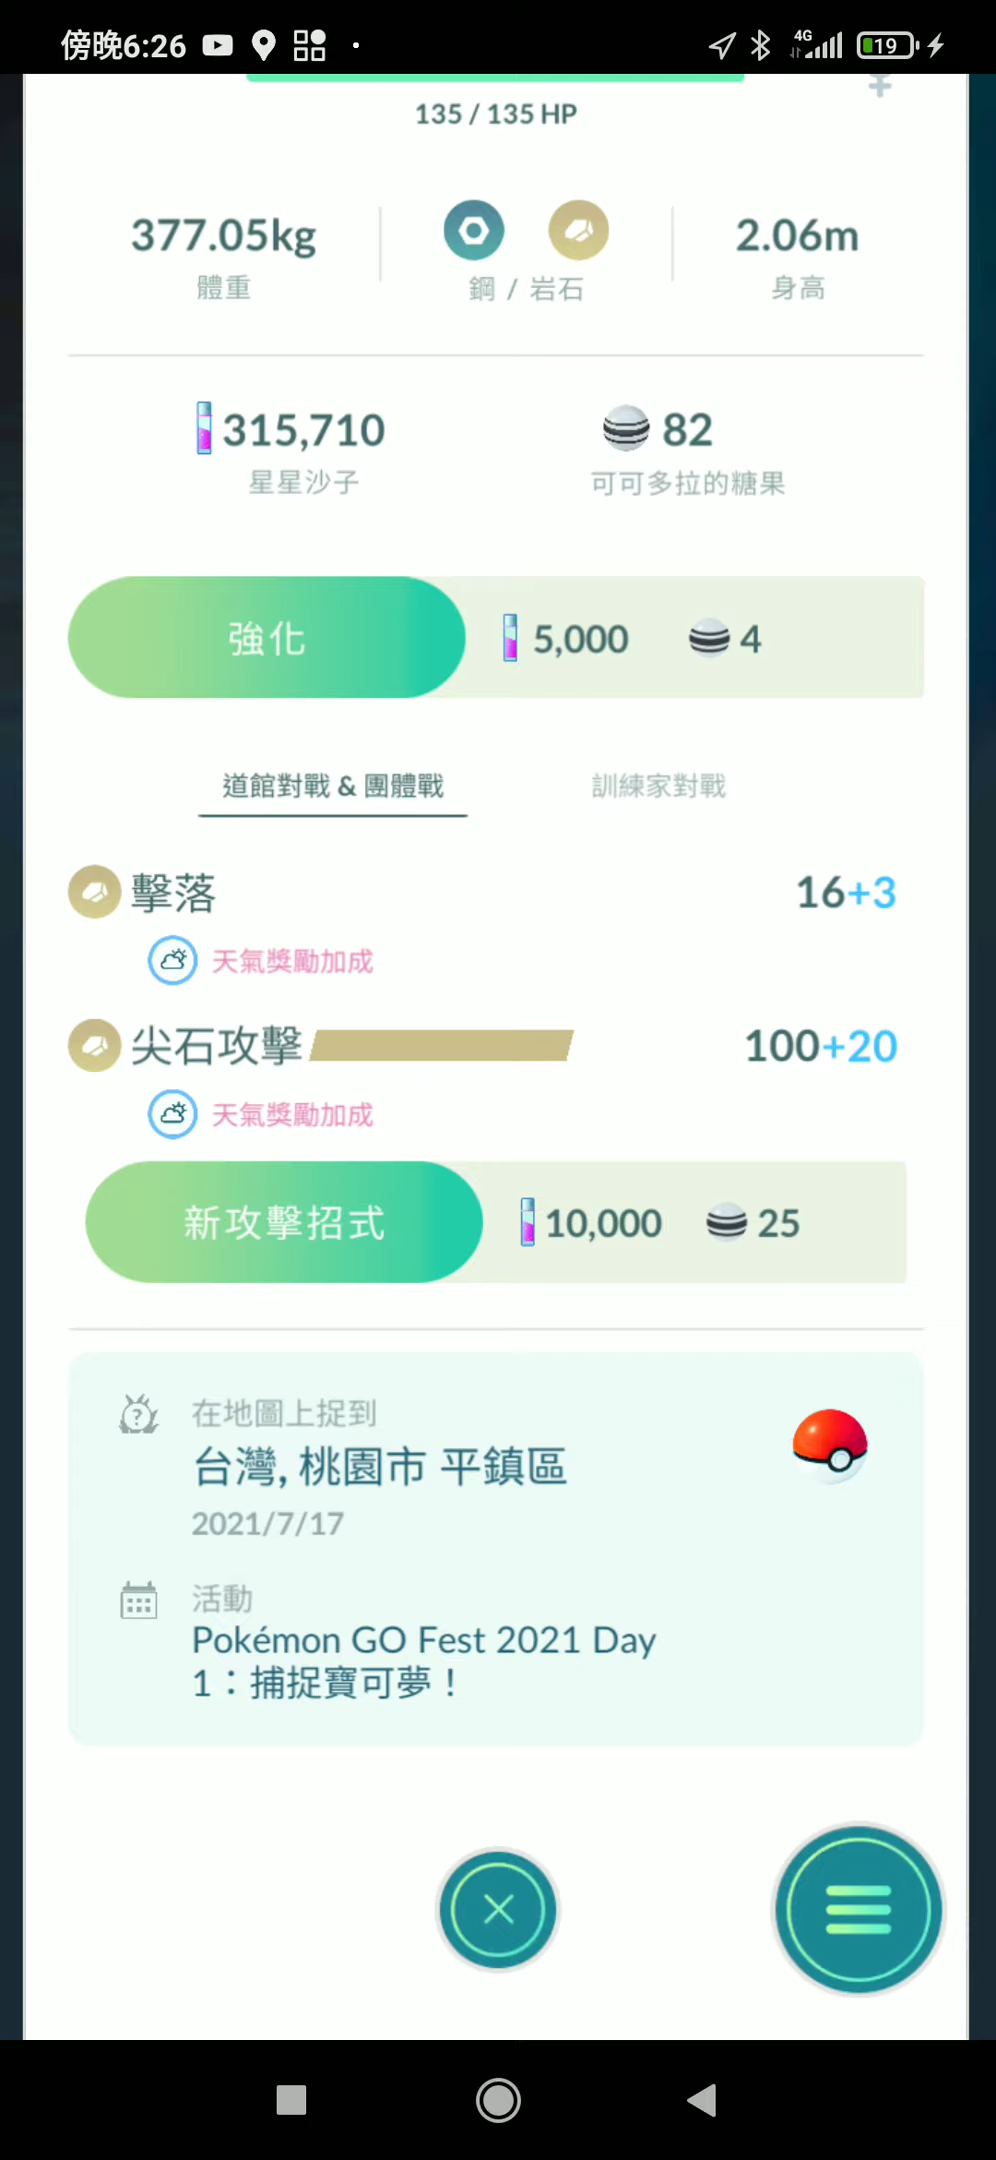 傍晚6:26
4G
19
135 / 135 HP
377.05kg
體重
鋼 / 岩石
2.06m
身高
315,710
星星沙子
82
可可多拉的糖果
強化
5,000
4
道館對戰 & 團體戰
訓練家對戰
擊落
16+3
天氣獎勵加成
尖石攻擊
100+20
天氣獎勵加成
新攻擊招式
10,000
25
在地圖上捉到
台灣, 桃園市 平鎮區
2021/7/17
活動
Pokémon GO Fest 2021 Day
1：捕捉寶可夢！